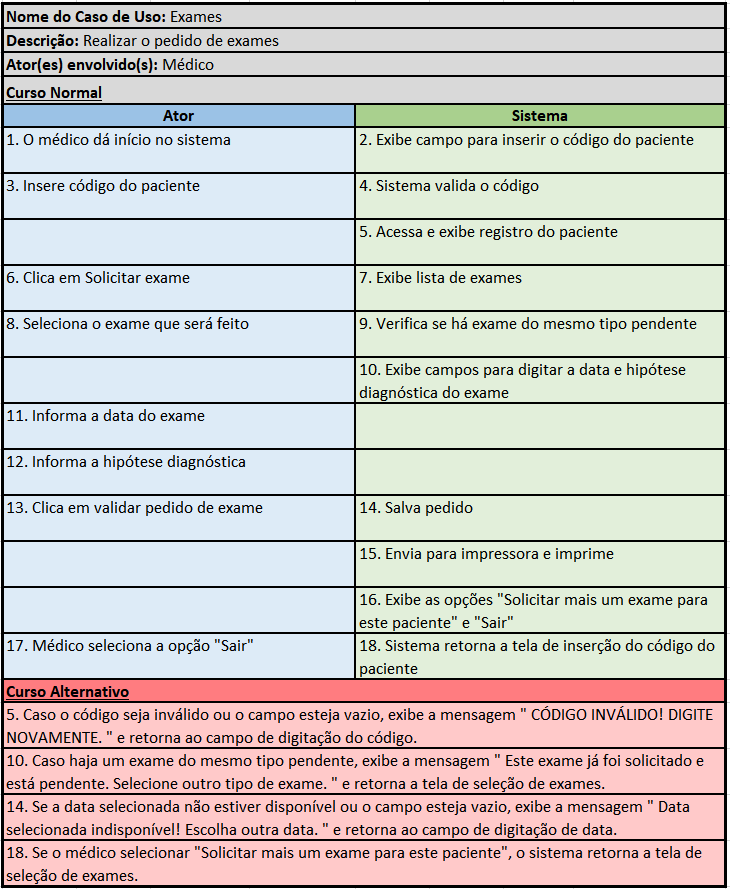 Nome do Caso de Uso: Exames
Descrição: Realizar o pedido de exames
Ator(es) envolvido(s): Médico
Curso Normal
Ator
Sistema
1. O médico dá início no sistema
2. Exibe campo para inserir o código do paciente
3. Insere código do paciente
4. Sistema valida o código
5. Acessa e exibe registro do paciente
6. Clica em Solicitar exame
7. Exibe lista de exames
8. Seleciona o exame que será feito
9. Verifica se há exame do mesmo tipo pendente
10. Exibe campos para digitar a data e hipótese
diagnóstica do exame
11. Informa a data do exame
12. Informa a hipótese diagnóstica
13. Clica em validar pedido de exame
14. Salva pedido
15. Envia para impressora e imprime
16. Exibe as opções "Solicitar mais um exame para
este paciente" e "Sair"
17. Médico seleciona a opção "Sair"
18. Sistema retorna a tela de inserção do código do
paciente
Curso Alternativo
5. Caso o código seja inválido ou o campo esteja vazio, exibe a mensagem " CÓDIGO INVÁLIDO! DIGITE
NOVAMENTE. " e retorna ao campo de digitação do código.
10. Caso haja um exame do mesmo tipo pendente, exibe a mensagem " Este exame já foi solicitado e
está pendente. Selecione outro tipo de exame. " e retorna a tela de seleção de exames.
14. Se a data selecionada não estiver disponível ou o campo esteja vazio, exibe a mensagem " Data
selecionada indisponível! Escolha outra data. " e retorna ao campo de digitação de data.
18. Se o médico selecionar "Solicitar mais um exame para este paciente", o sistema retorna a tela de
seleção de exames.